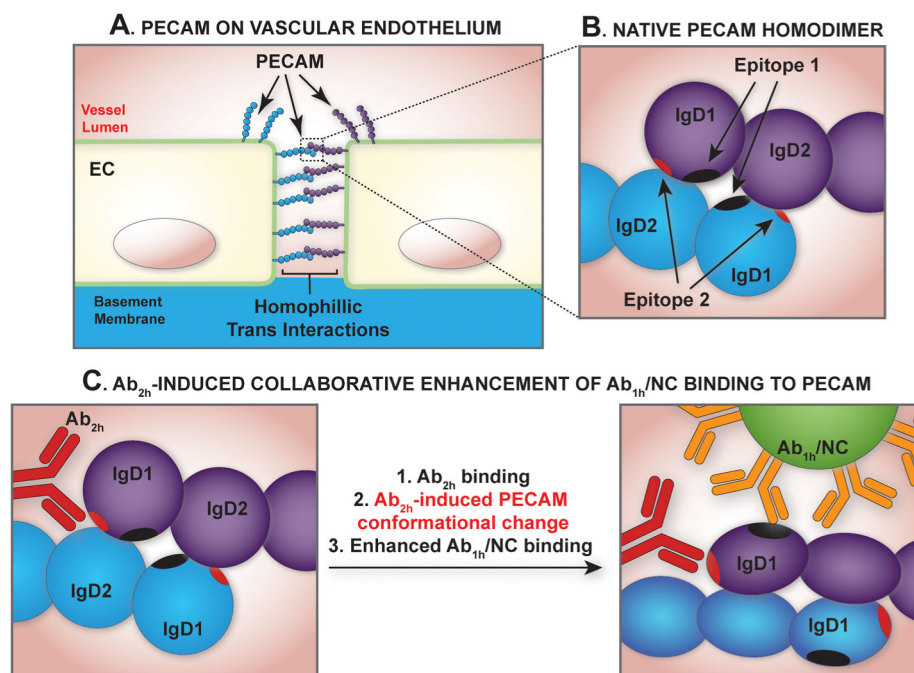 A. PECAM ON VASCULAR ENDOTHELIUM
PECAM
Vessel
Lumen
EC
Basement
Membrane
Homophillic
Trans Interactions
B. NATIVE PECAM HOMODIMER
Epitope 1
IgD1
IgD2
IgD2
IgD1
Epitope 2
C. Ab2h-INDUCED COLLABORATIVE ENHANCEMENT OF Ab1h/NC BINDING TO PECAM
Ab2h
IgD1
IgD2
IgD2
IgD1
1. Ab2h binding
2. Ab2h-induced PECAM
conformational change
3. Enhanced Ab1h/NC binding
Ab1h/NC
IgD1
IgD1